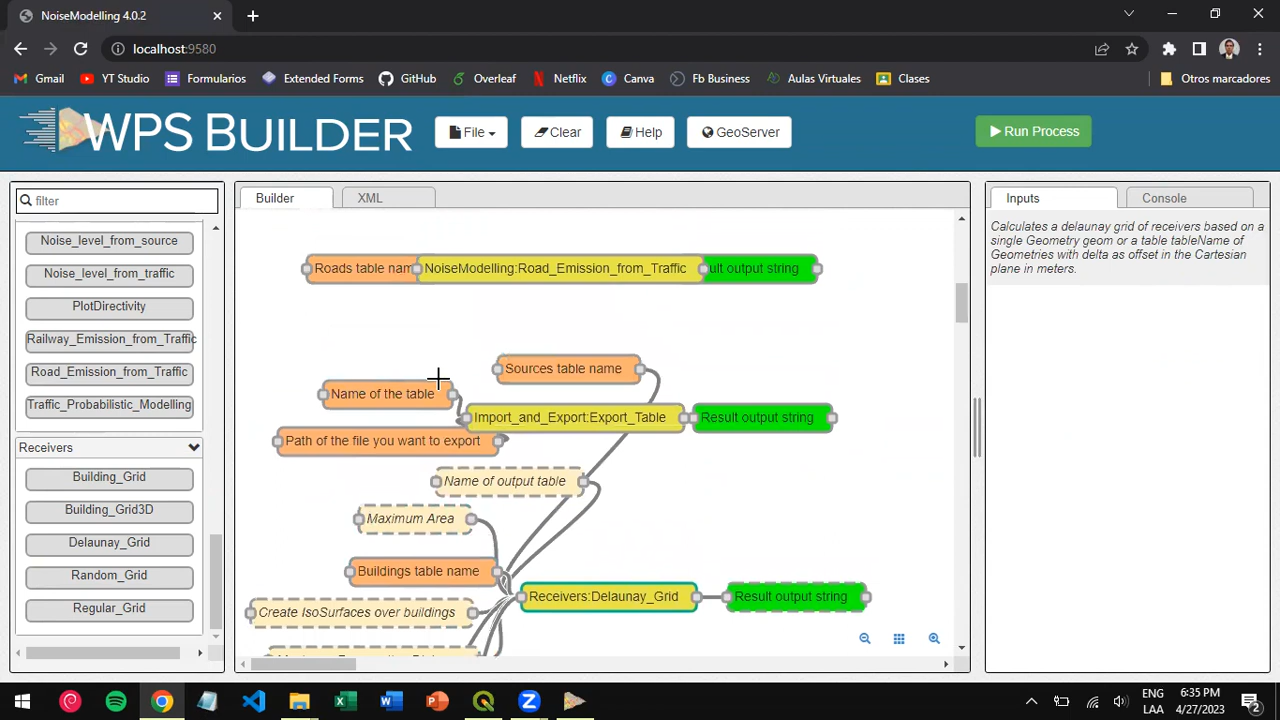 NoiseModelling 4.0.2
localhost:9580
Gmail
YT Studio
Formularios
Extended Forms
GitHub
Overleaf
Netflix
Canva
Fb Business
Aulas Virtuales
Clases
Otros marcadores
WPS BUILDER
File
Clear
Help
GeoServer
Run Process
filter
Builder
XML
Inputs
Console
Noise_level_from_source
Noise_level_from_traffic
PlotDirectivity
Railway_Emission_from_Traffic
Road_Emission_from_Traffic
Traffic_Probabilistic_Modelling
Receivers
Building_Grid
Building_Grid3D
Delaunay_Grid
Random_Grid
Regular_Grid
Roads table nam
NoiseModelling:Road_Emission_from_Traffic
ult output string
Sources table name
Name of the table
Import_and_Export:Export_Table
Result output string
Path of the file you want to export
Name of output table
Maximum Area
Buildings table name
Receivers:Delaunay_Grid
Result output string
Create IsoSurfaces over buildings
Calculates a delaunay grid of receivers based on a
single Geometry geom or a table tableName of
Geometries with delta as offset in the Cartesian
plane in meters.
ENG
LAA
6:35 PM
4/27/2023
2